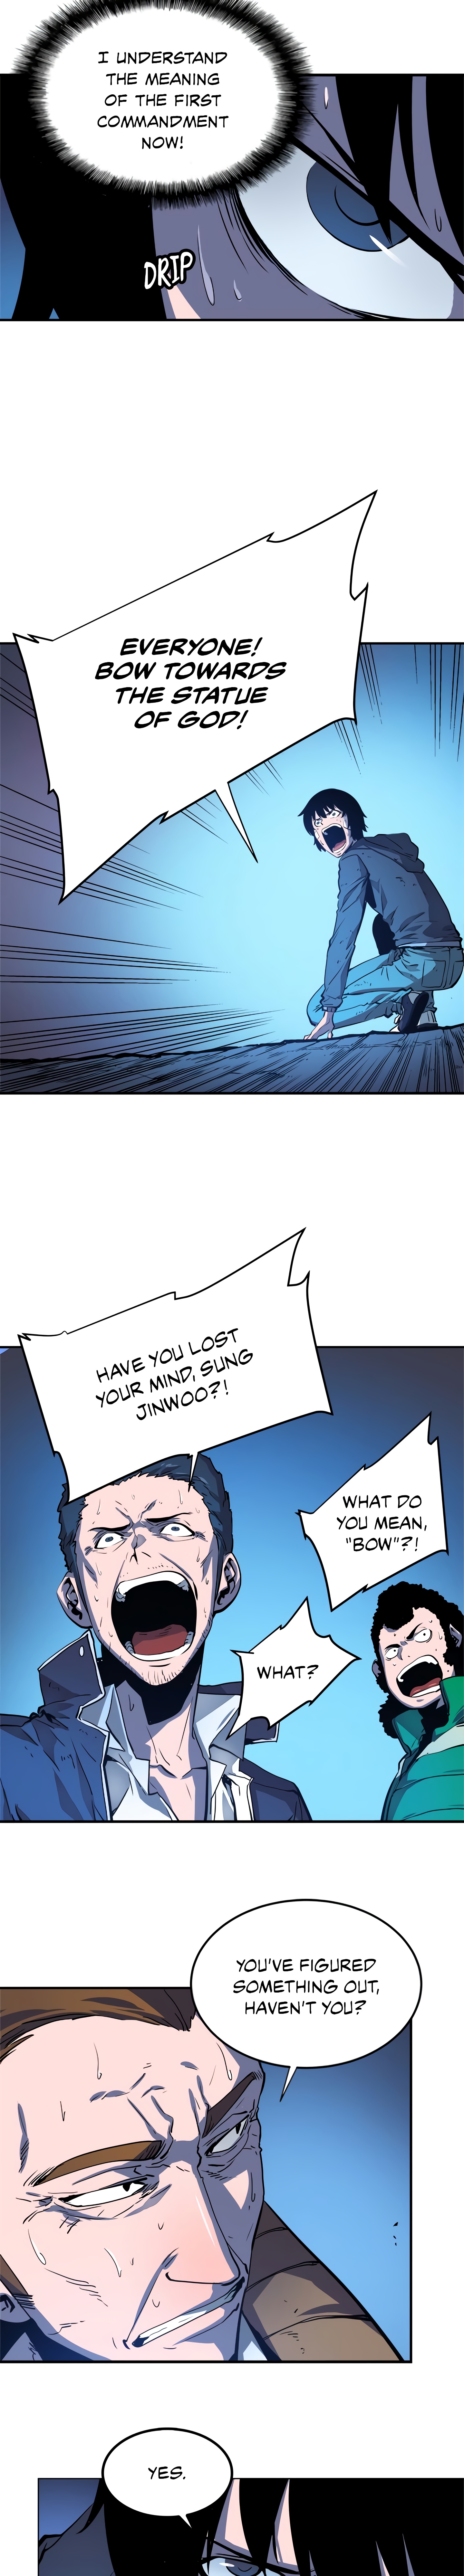 I UNDERSTAND
THE MEANING
OF THE FIRST
COMMANDMENT
NOW!
DRIP
EVERYONE!
BOW TOWARDS
THE STATUE
OF GOD!
HAVE YOU LOST
YOUR MIND, SUNG
JINWOO?!
WHAT DO
YOU MEAN,
"BOW"?!
WHAT?
YOU'VE FIGURED
SOMETHING OUT,
HAVEN'T YOU?
YES.